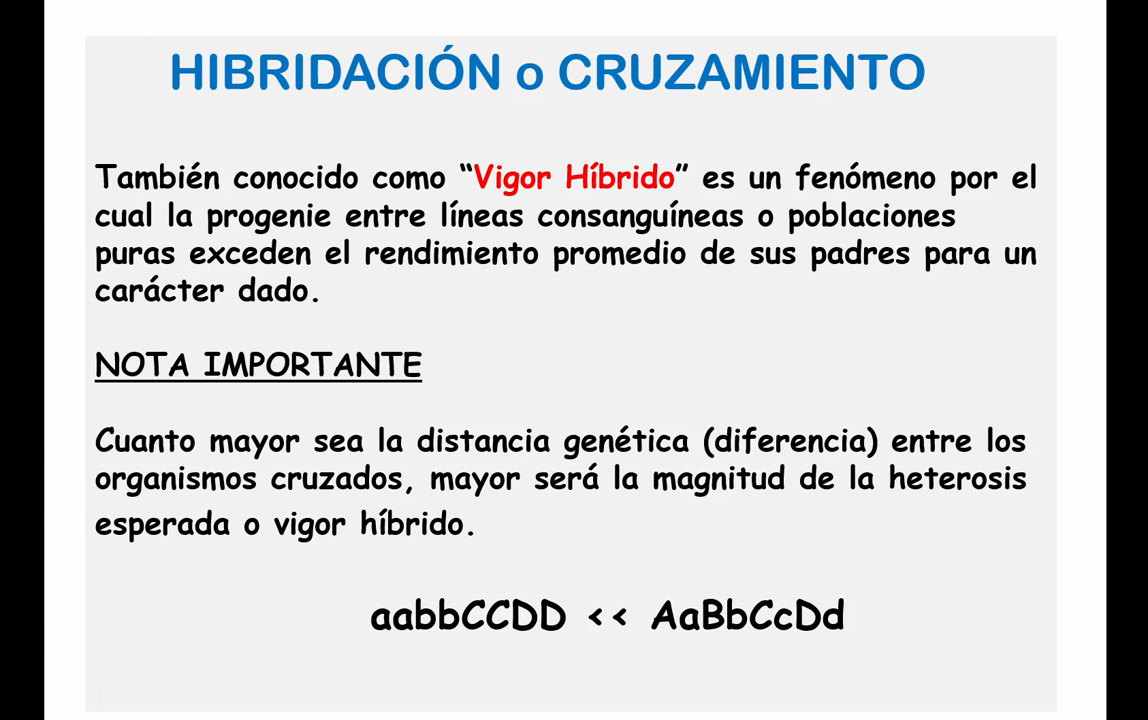 HIBRIDACIÓN o CRUZAMIENTO
También conocido como “Vigor Híbrido” es un fenómeno por el
cual la progenie entre líneas consanguíneas o poblaciones
puras exceden el rendimiento promedio de sus padres para un
carácter dado.
NOTA IMPORTANTE
Cuanto mayor sea la distancia genética (diferencia) entre los
organismos cruzados, mayor será la magnitud de la heterosis
esperada o vigor híbrido.
aabbCCDD << AaBbCcDd